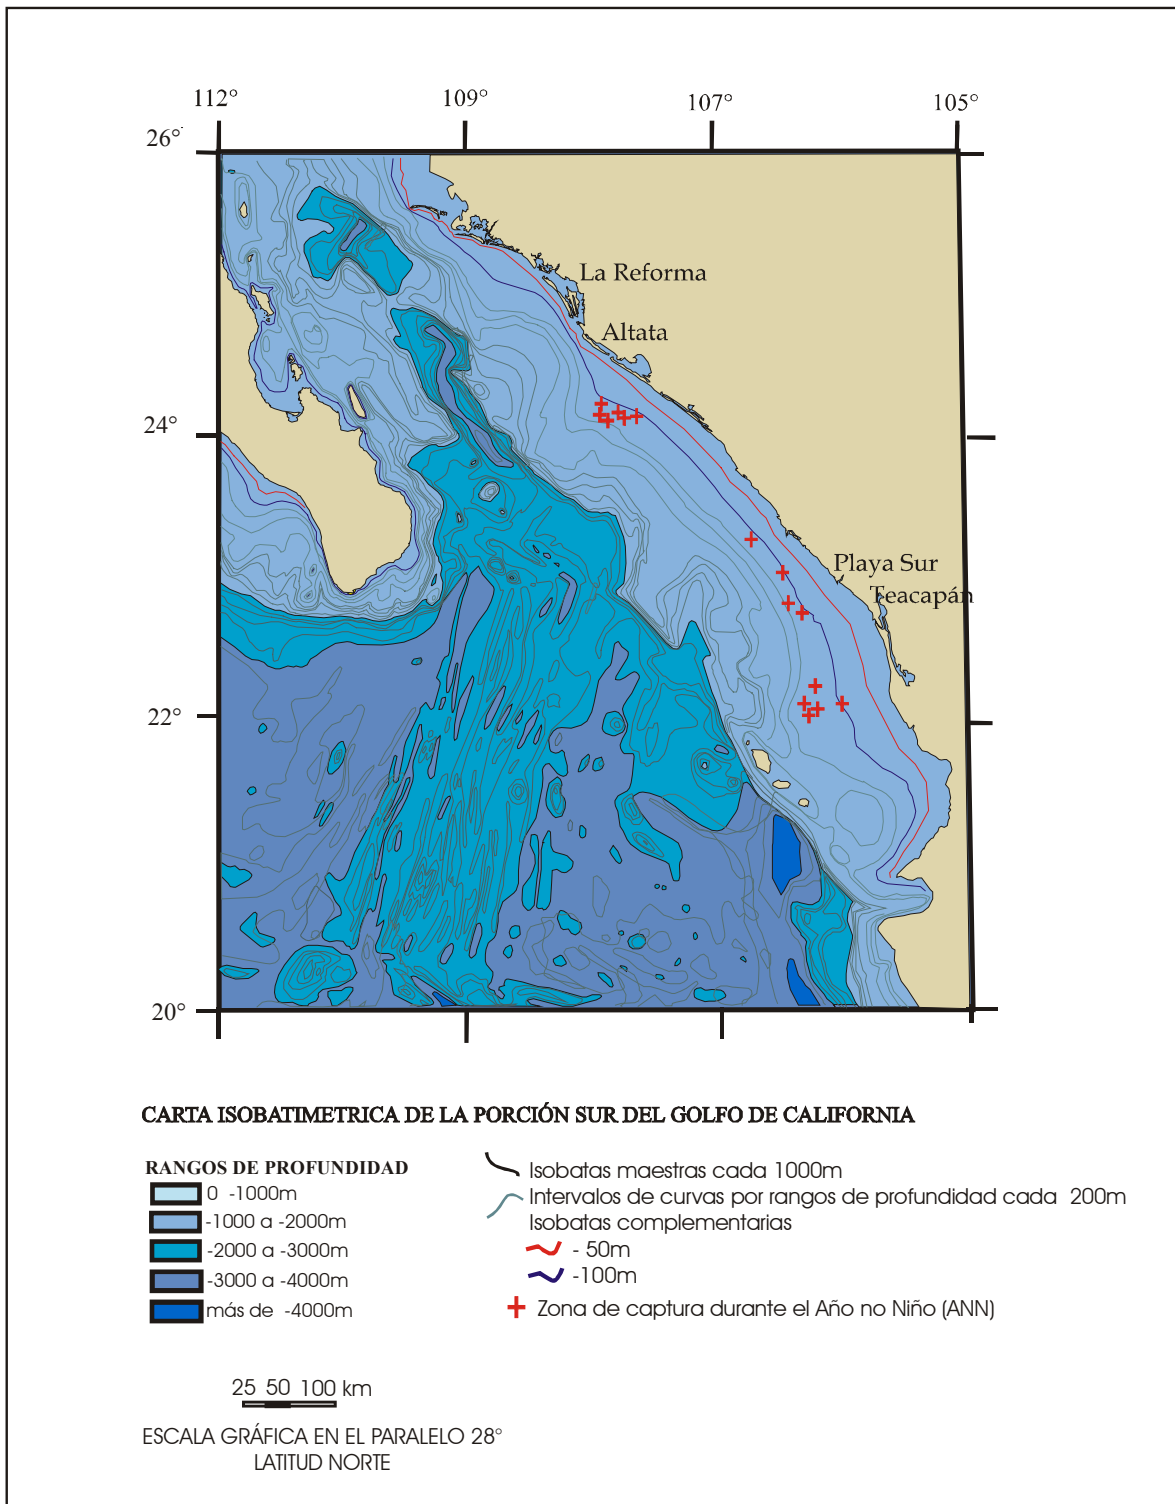 112° 109° 107° 105°
26°
La Reforma
Altata
24°
Playa Sur
Teacapán
22°
20°
CARTA ISOBATIMETRICA DE LA PORCIÓN SUR DEL GOLFO DE CALIFORNIA
RANGOS DE PROFUNDIDAD
0 -1000m
-1000 a -2000m
-2000 a -3000m
-3000 a -4000m
más de -4000m
Isobatas maestras cada 1000m
Intervalos de curvas por rangos de profundidad cada 200m
Isobatas complementarias
- 50m
-100m
Zona de captura durante el Año no Niño (ANN)
25 50 100 km
ESCALA GRÁFICA EN EL PARALELO 28°
LATITUD NORTE